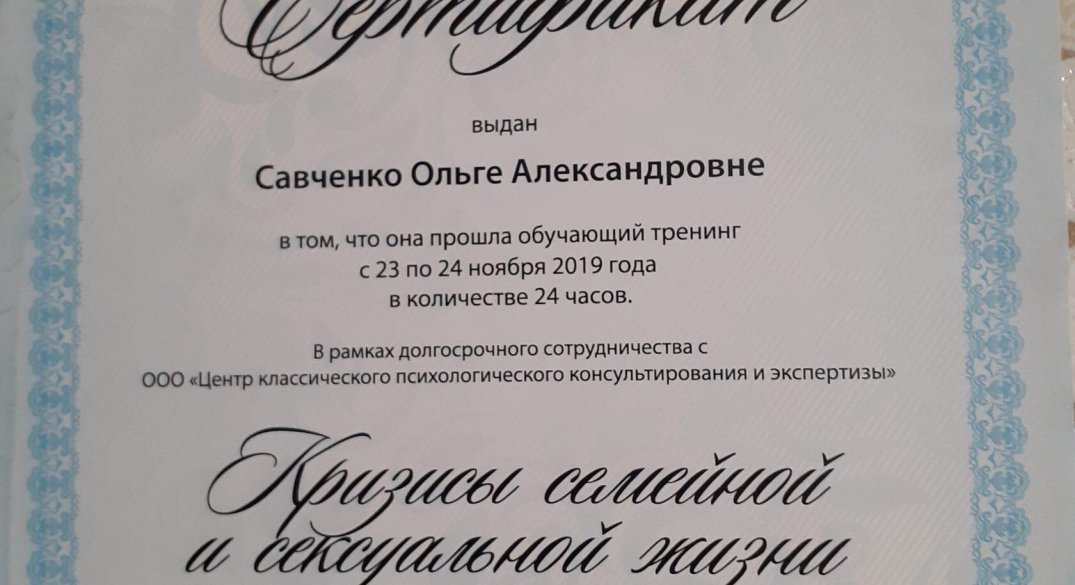 Сертификат
выдан
Савченко Ольге Александровне
в том, что она прошла обучающий тренинг
с 23 по 24 ноября 2019 года
в количестве 24 часов.
В рамках долгосрочного сотрудничества с
ООО «Центр классического психологического консультирования и экспертизы»
Кризисы семейной
и сексуальной жизни